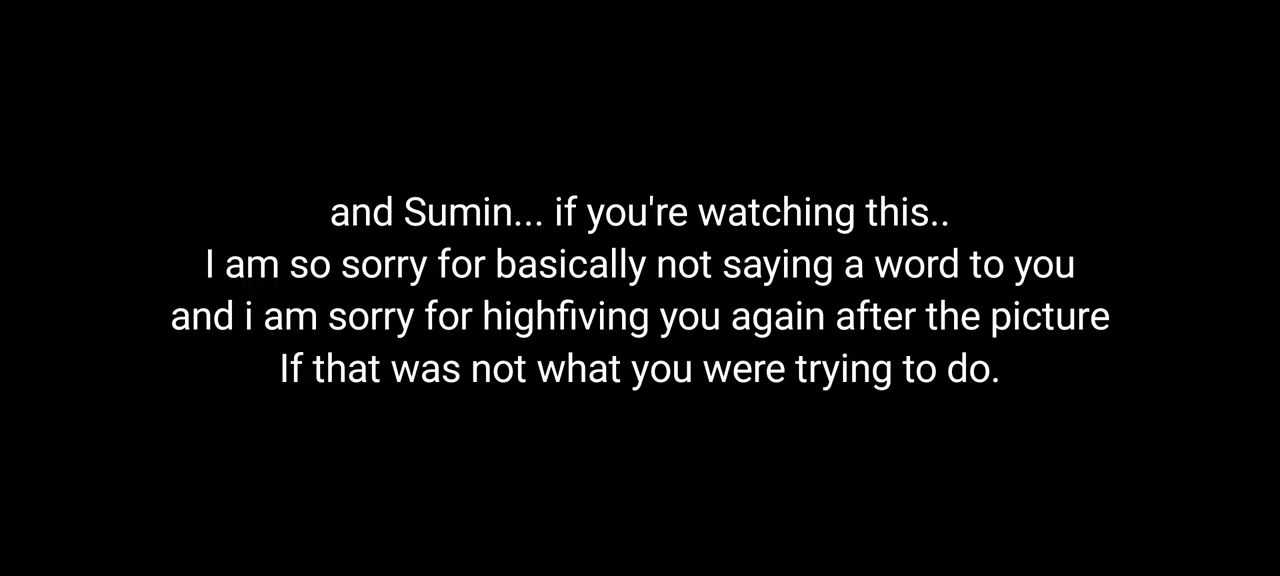 and Sumin... if you're watching this..
I am so sorry for basically not saying a word to you
and i am sorry for highfiving you again after the picture
If that was not what you were trying to do.